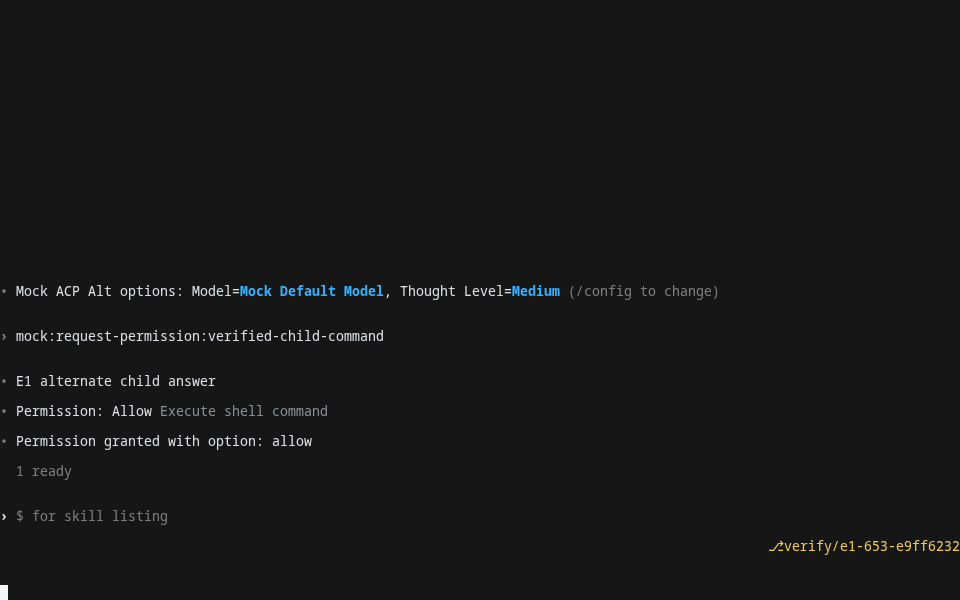 • Mock ACP Alt options: Model=Mock Default Model, Thought Level=Medium (/config to change)
› mock:request-permission:verified-child-command
• E1 alternate child answer
• Permission: Allow Execute shell command
• Permission granted with option: allow
1 ready
› $ for skill listing
⎇verify/e1-653-e9ff6232